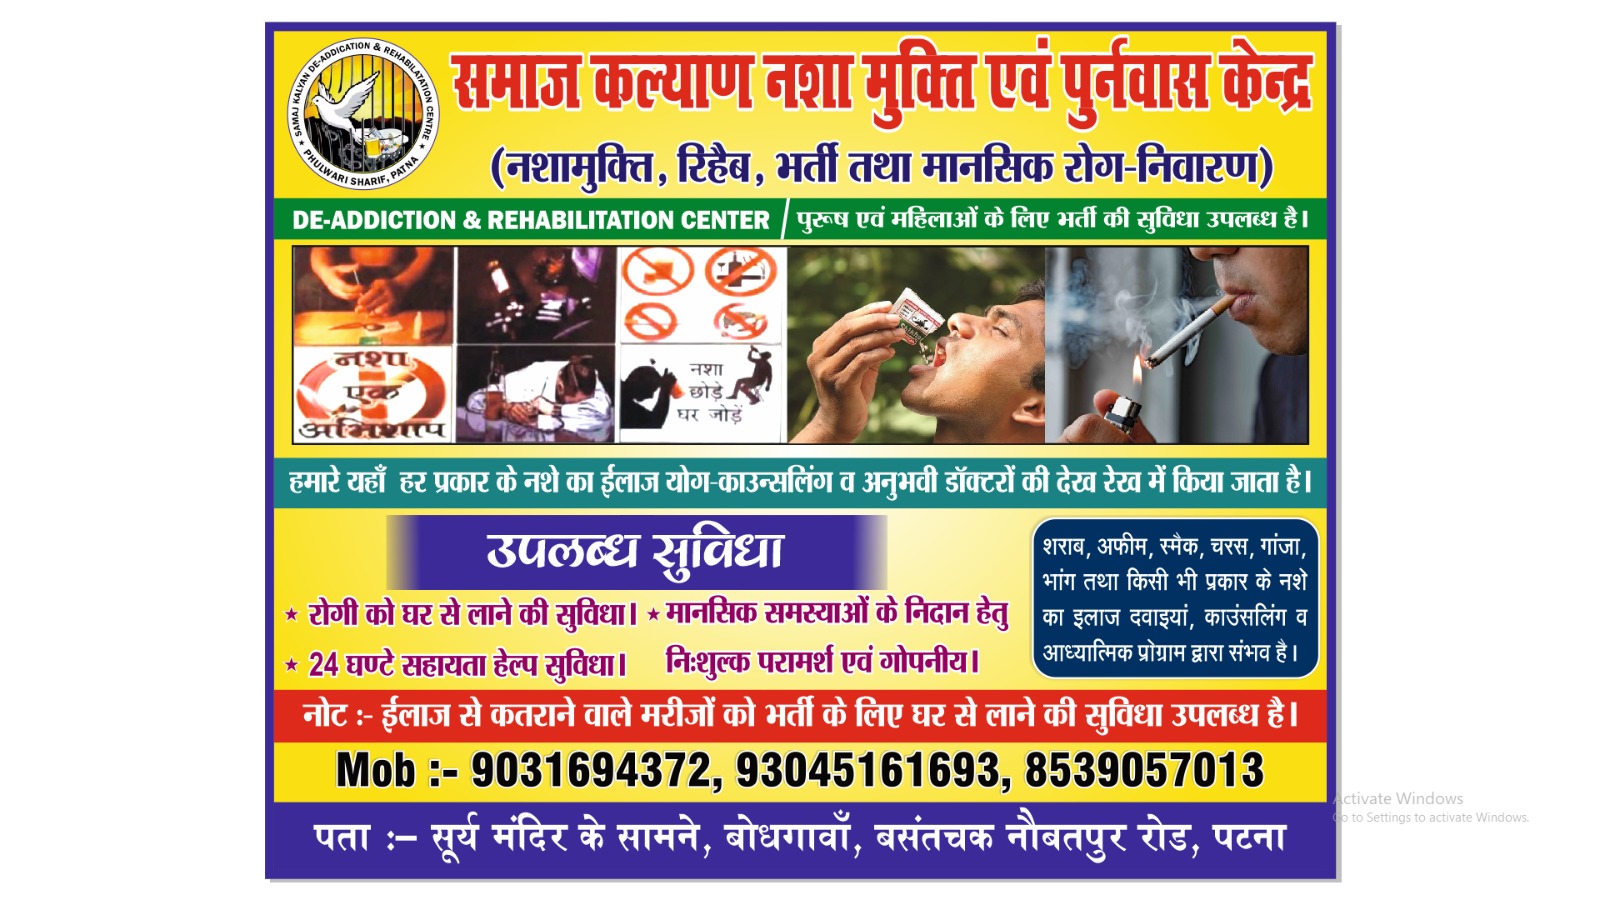 SAMAJ KALYAN DE-ADDICATION & REHABILATATION CENTRE
★ PHULWARI SHARIF, PATNA ★
समाज कल्याण नशा मुक्ति एवं पुर्नवास केन्द्र
(नशामुक्ति, रिहैब, भर्ती तथा मानसिक रोग-निवारण)
DE-ADDICTION & REHABILITATION CENTER / पुरूष एवं महिलाओं के लिए भर्ती की सुविधा उपलब्ध है।
नशा
एक
अभिशाप
नशा
छोड़े
घर जोड़ें
हमारे यहाँ हर प्रकार के नशे का ईलाज योग-काउन्सलिंग व अनुभवी डॉक्टरों की देख रेख में किया जाता है।
उपलब्ध सुविधा
★ रोगी को घर से लाने की सुविधा।
★ 24 घण्टे सहायता हेल्प सुविधा।
★ मानसिक समस्याओं के निदान हेतु
निःशुल्क परामर्श एवं गोपनीय।
शराब, अफीम, स्मैक, चरस, गांजा,
भांग तथा किसी भी प्रकार के नशे
का इलाज दवाइयां, काउंसलिंग व
आध्यात्मिक प्रोग्राम द्वारा संभव है।
नोट :- ईलाज से कतराने वाले मरीजों को भर्ती के लिए घर से लाने की सुविधा उपलब्ध है।
Mob :- 9031694372, 93045161693, 8539057013
पता :– सूर्य मंदिर के सामने, बोधगावाँ, बसंतचक नौबतपुर रोड, पटना
Activate Windows
Go to Settings to activate Windows.